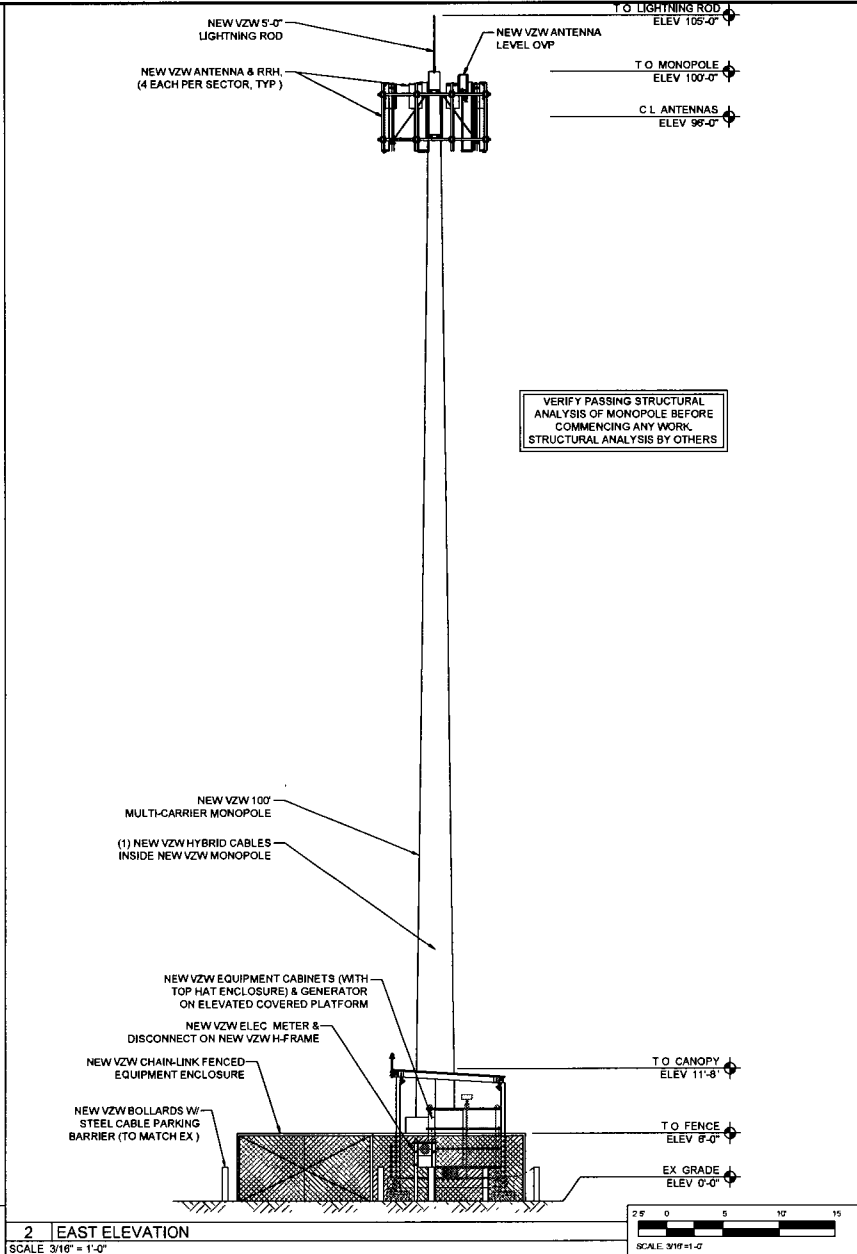 NEW VZW 5'-0"
LIGHTNING ROD
T O LIGHTNING ROD
ELEV 105'-0"
NEW VZW ANTENNA
LEVEL OVP
NEW VZW ANTENNA & RRH,
(4 EACH PER SECTOR, TYP )
T O MONOPOLE
ELEV 100'-0"
C L ANTENNAS
ELEV 96'-0"
VERIFY PASSING STRUCTURAL
ANALYSIS OF MONOPOLE BEFORE
COMMENCING ANY WORK.
STRUCTURAL ANALYSIS BY OTHERS
NEW VZW 100'
MULTI-CARRIER MONOPOLE
(1) NEW VZW HYBRID CABLES
INSIDE NEW VZW MONOPOLE
NEW VZW EQUIPMENT CABINETS (WITH
TOP HAT ENCLOSURE) & GENERATOR
ON ELEVATED COVERED PLATFORM
NEW VZW ELEC METER &
DISCONNECT ON NEW VZW H-FRAME
NEW VZW CHAIN-LINK FENCED
EQUIPMENT ENCLOSURE
NEW VZW BOLLARDS W/
STEEL CABLE PARKING
BARRIER (TO MATCH EX )
T O CANOPY
ELEV 11'-8"
T O FENCE
ELEV 6'-0"
EX GRADE
ELEV 0'-0"
2 EAST ELEVATION
SCALE 3/16" = 1'-0"
2 5' 0 5 10' 15
SCALE 3/16"=1'-0"